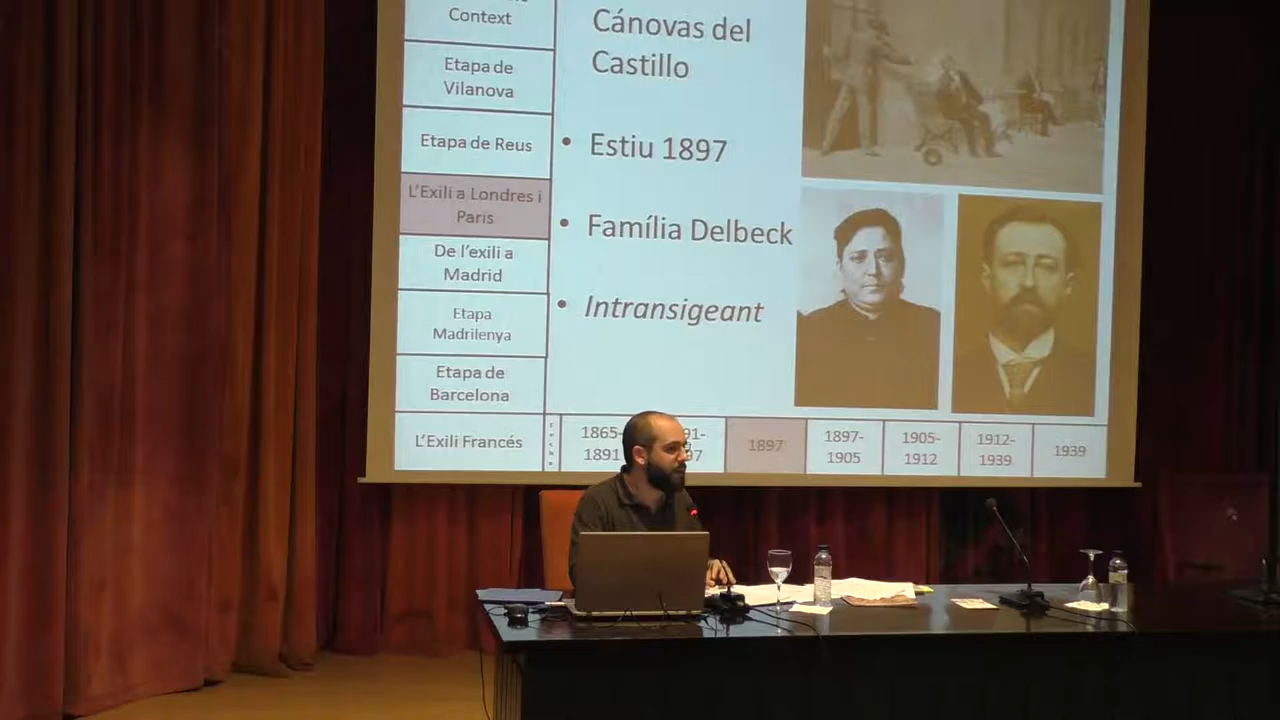 Context
Etapa de
Vilanova
Etapa de Reus
L'Exili a Londres i
Paris
De l'exili a
Madrid
Etapa
Madrilenya
Etapa de
Barcelona
L'Exili Francés
Cánovas del
Castillo
• Estiu 1897
• Família Delbeck
• Intransigeant
1865-
1891
1897
1897-
1905
1905-
1912
1912-
1939
1939